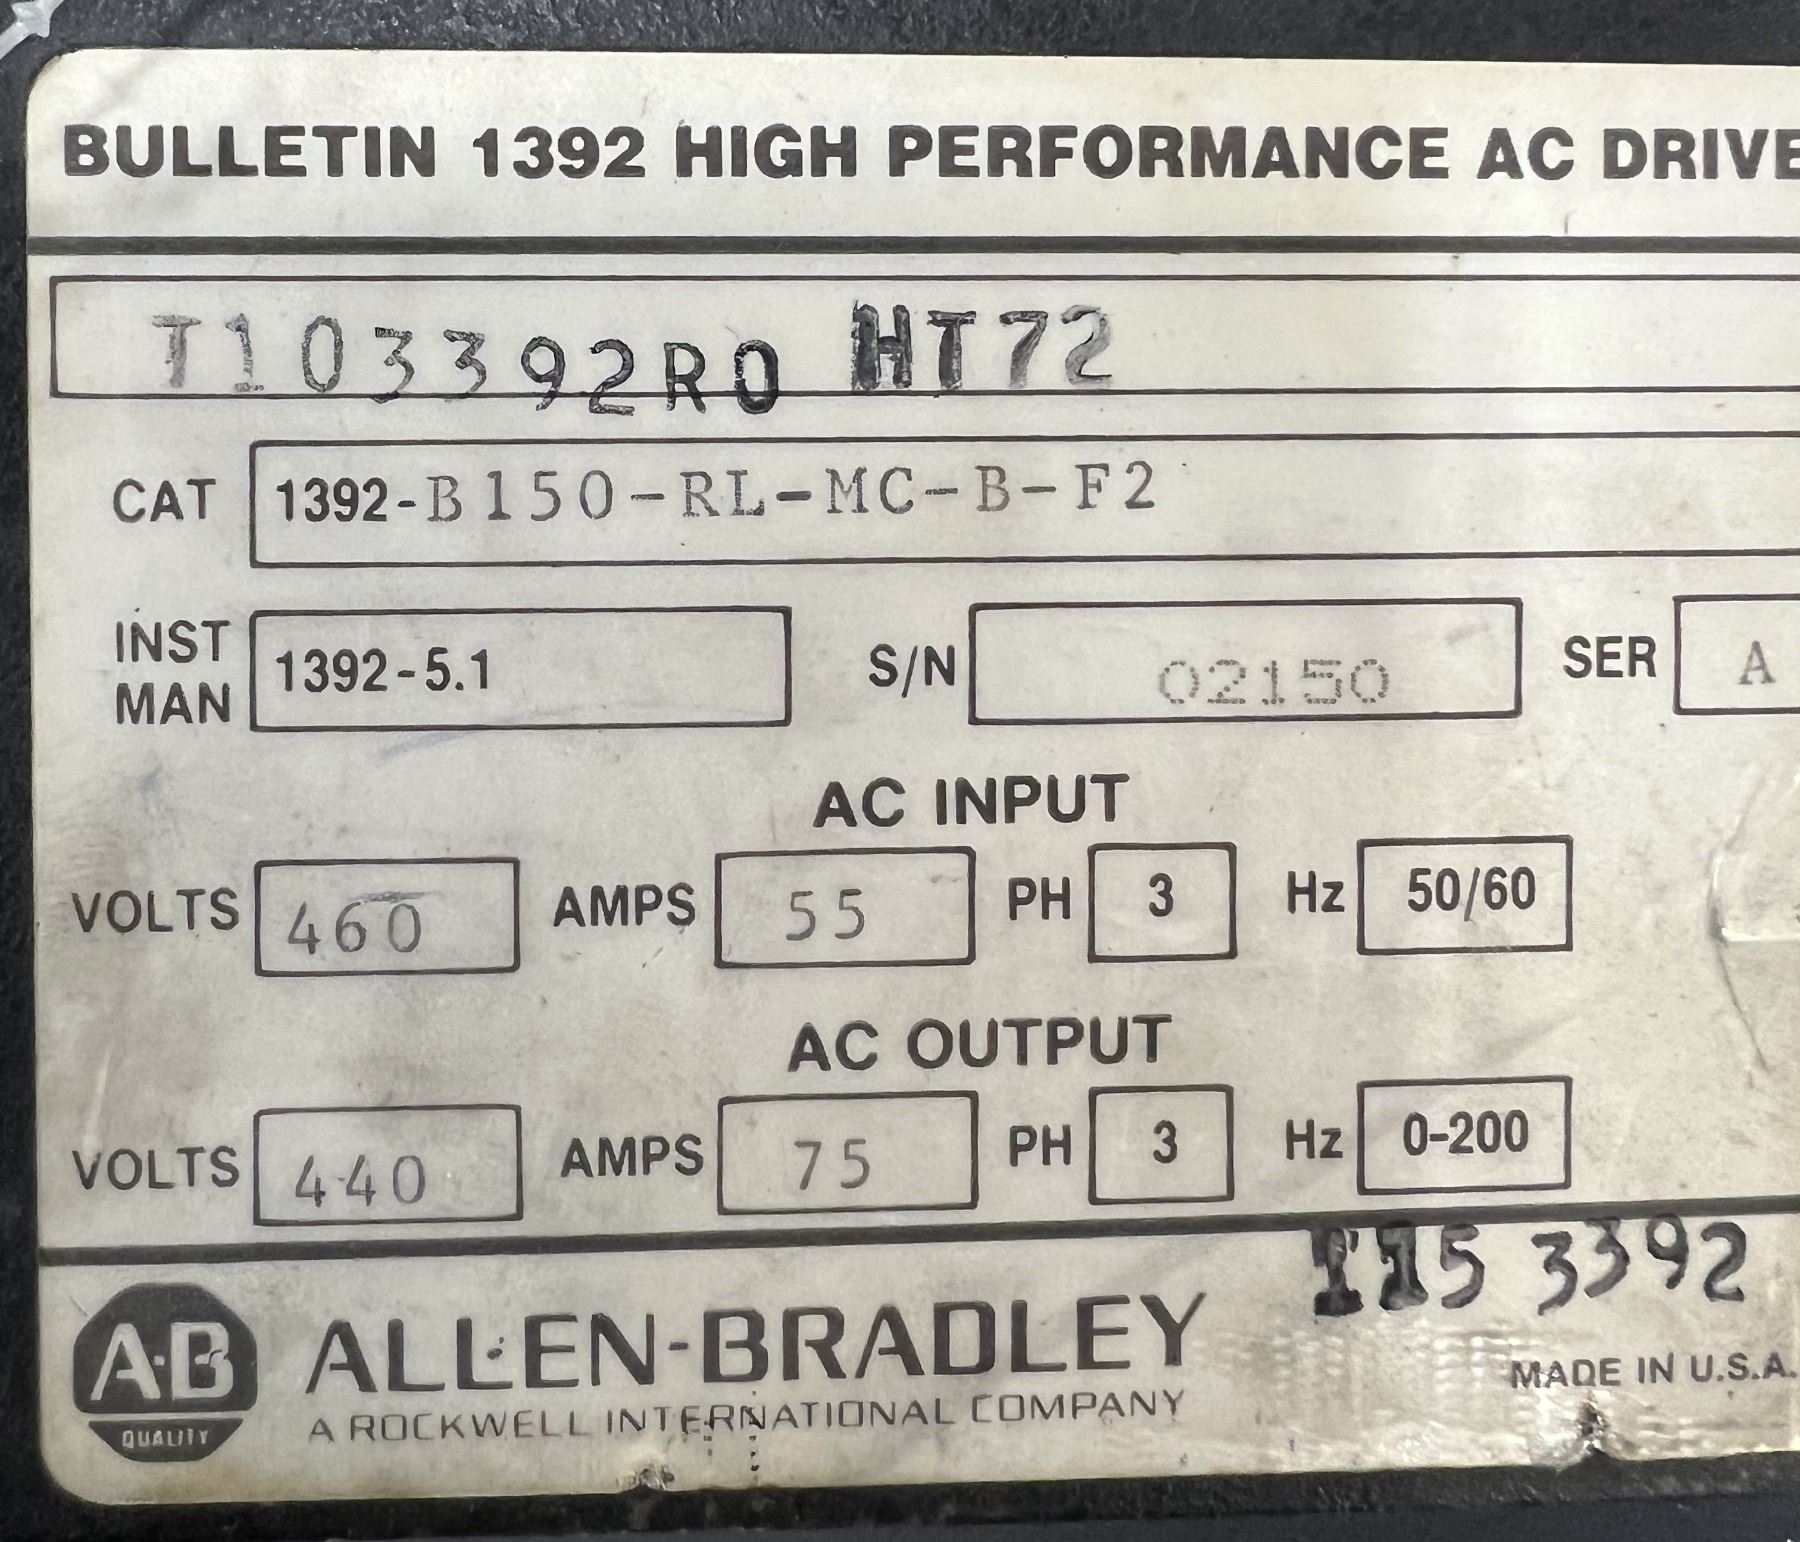 BULLETIN 1392 HIGH PERFORMANCE AC DRIVE
T103392R0 HT72
CAT 1392-B150-RL-MC-B-F2
INST MAN 1392-5.1 S/N 02150 SER A
AC INPUT
VOLTS 460 AMPS 55 PH 3 Hz 50/60
AC OUTPUT
VOLTS 440 AMPS 75 PH 3 Hz 0-200
T15 3392
A·B QUALITY
ALLEN-BRADLEY
A ROCKWELL INTERNATIONAL COMPANY
MADE IN U.S.A.